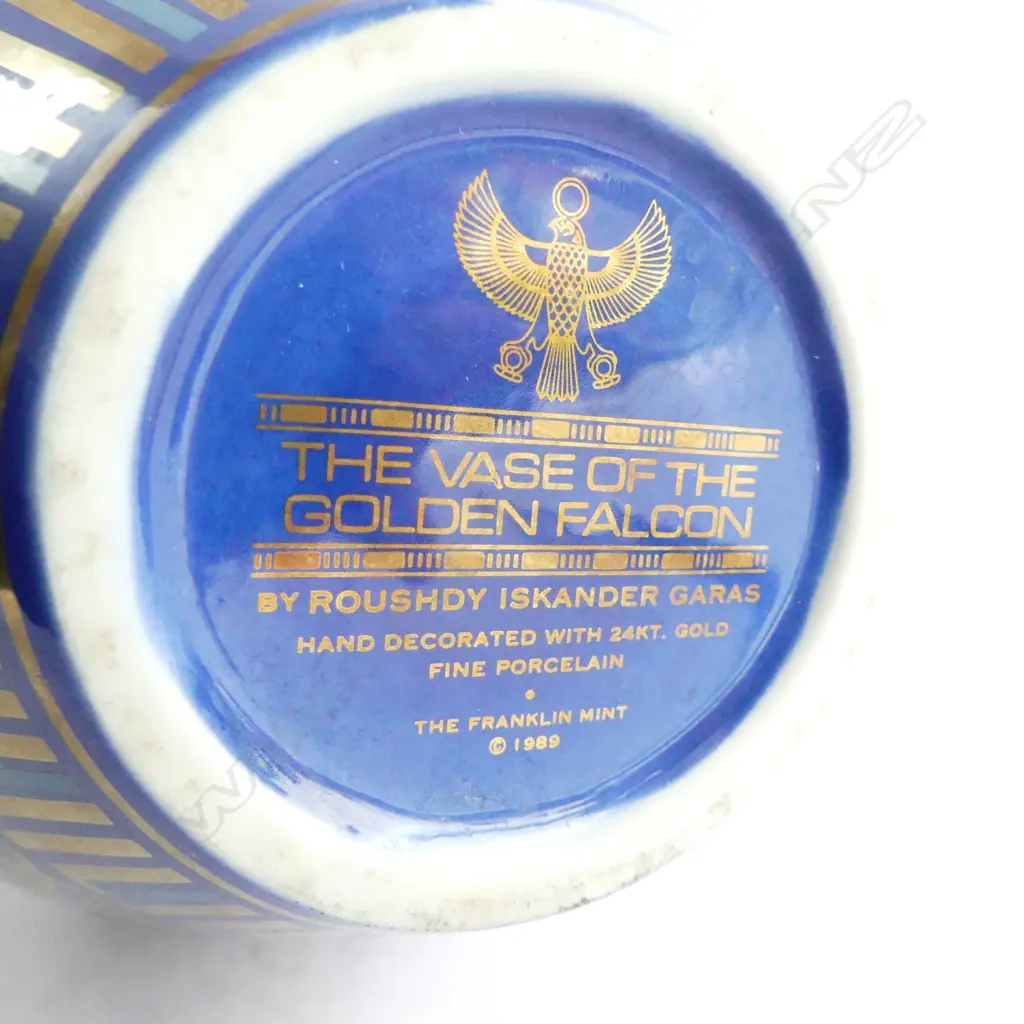 THE VASE OF THE
GOLDEN FALCON
BY ROUSHDY ISKANDER GARAS
HAND DECORATED WITH 24KT. GOLD
FINE PORCELAIN
•
THE FRANKLIN MINT
© 1989